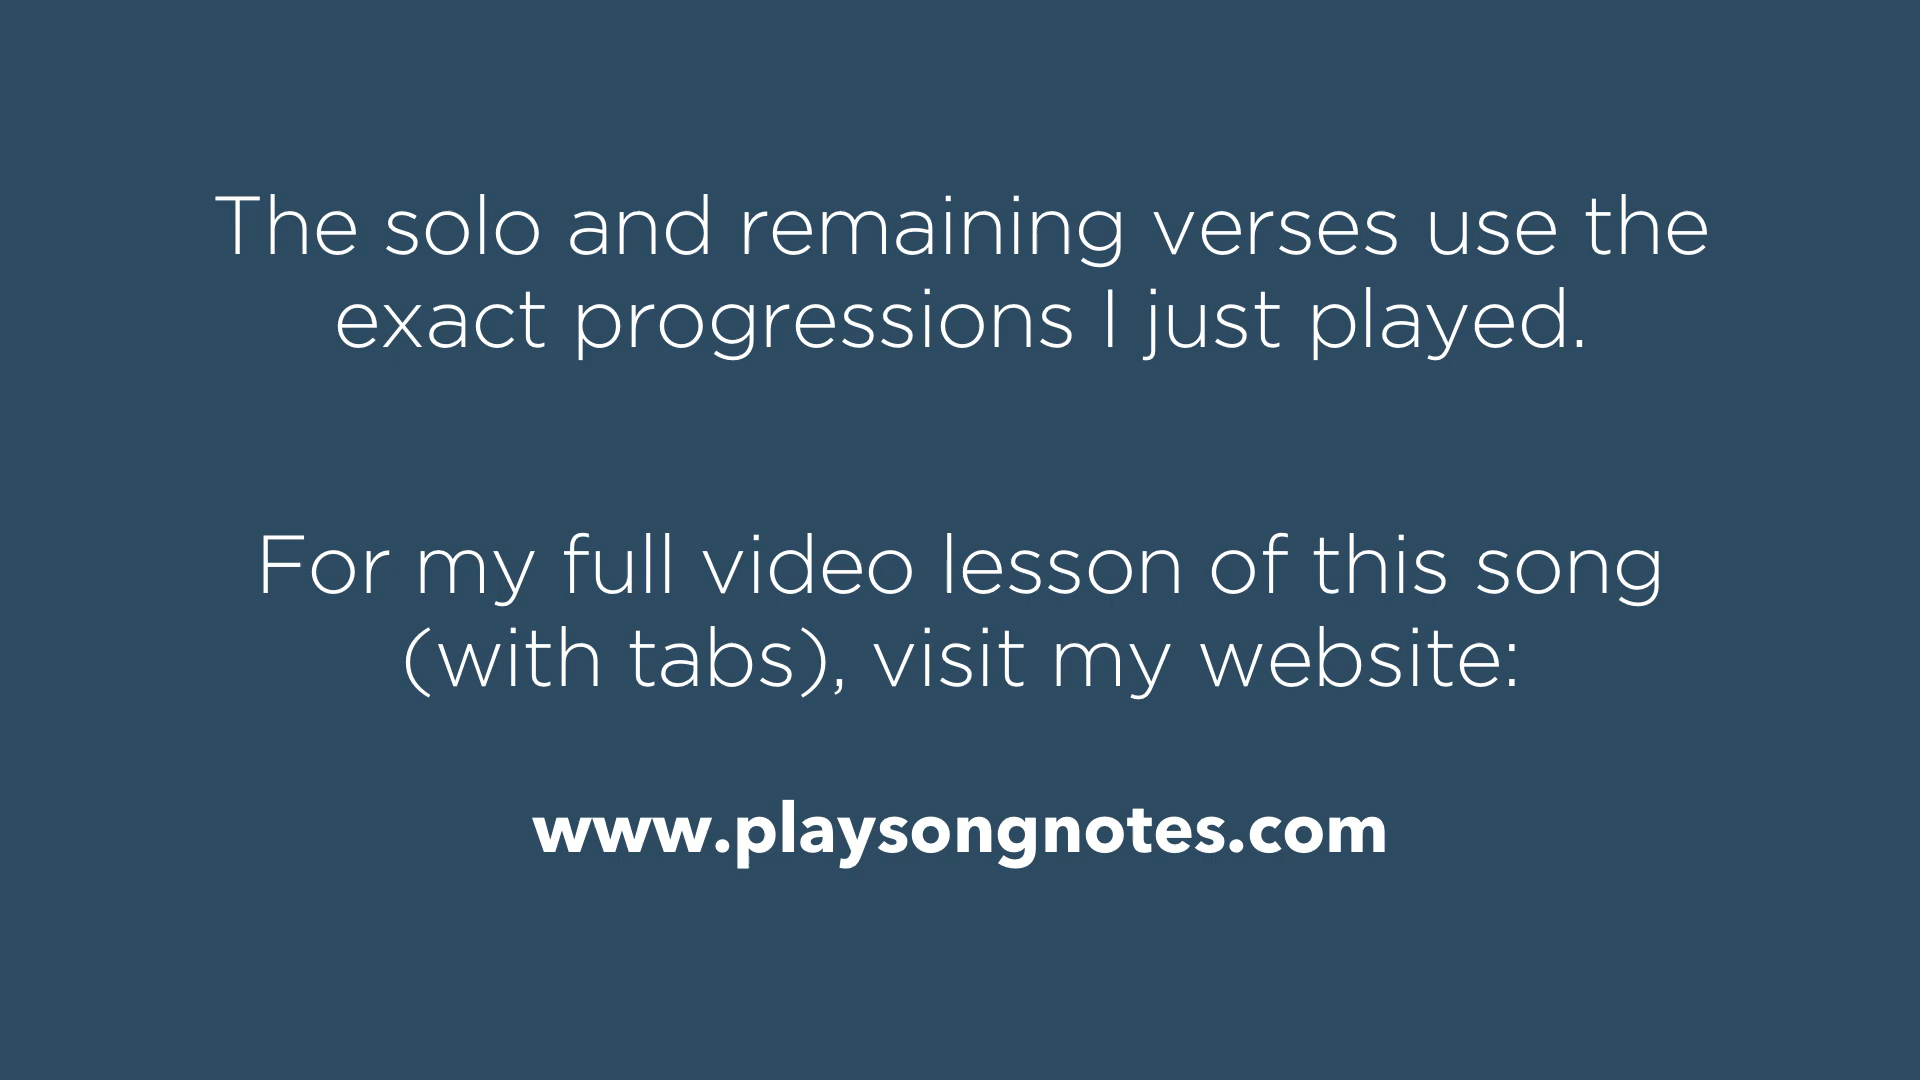 The solo and remaining verses use the
exact progressions I just played.
For my full video lesson of this song
(with tabs), visit my website:
www.playsongnotes.com